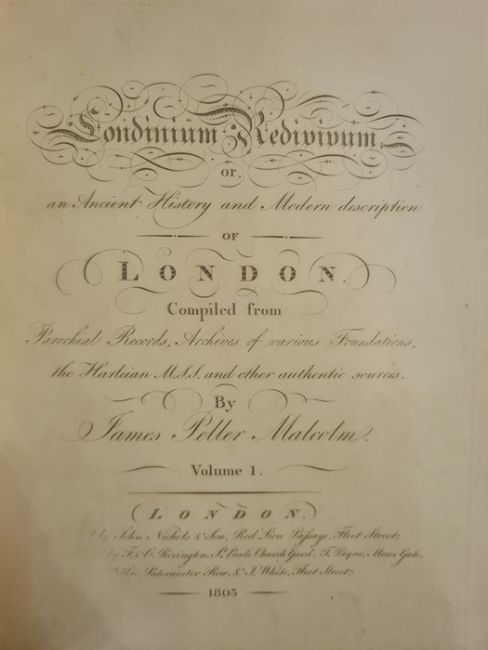 Londinium Redivivum,
or,
an Ancient History and Modern description
OF
LONDON.
Compiled from
Parochial Records, Archives of various Foundations,
the Harleian M.S.S. and other authentic sources.
By
James Peller Malcolm.
Volume 1.
LONDON.
by John Nichols & Son, Red Lion Passage, Fleet Street;
by F. & C. Rivington, St. Pauls Church Yard, T. Payne, Mews Gate,
Paternoster Row, & J. White, Fleet Street;
1803